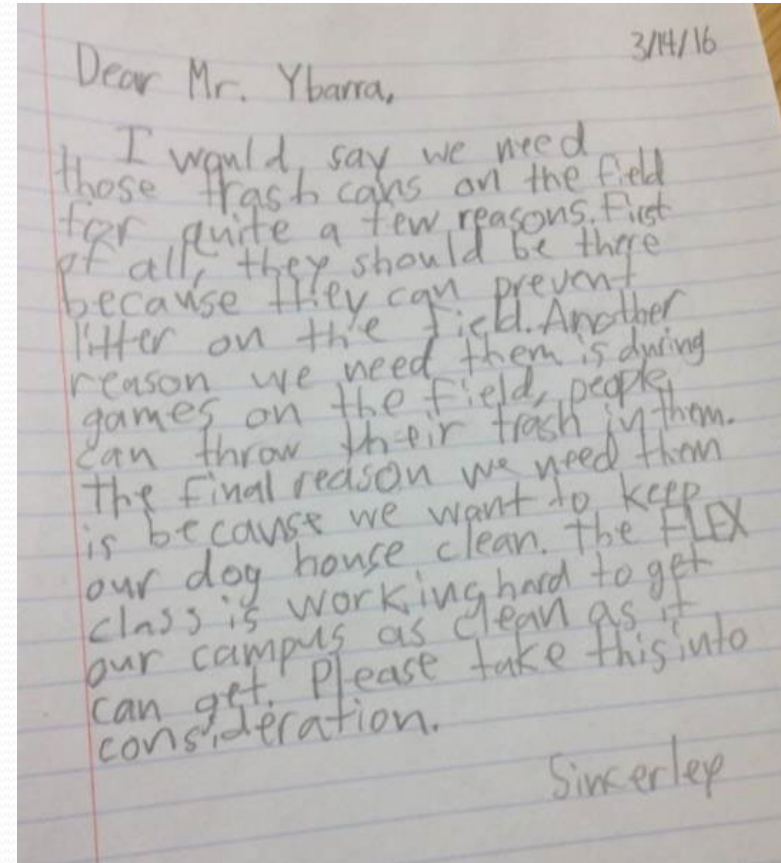 3/14/16
Dear Mr. Ybarra,
I would say we need
those trash cans on the field
for quite a few reasons. First
of all, they should be there
because they can prevent
litter on the field. Another
reason we need them is during
games on the field, people
can throw their trash in them.
The final reason we need them
is because we want to keep
our dog house clean. The FLEX
class is working hard to get
our campus as clean as it
can get. Please take this into
consideration.
Sincerley